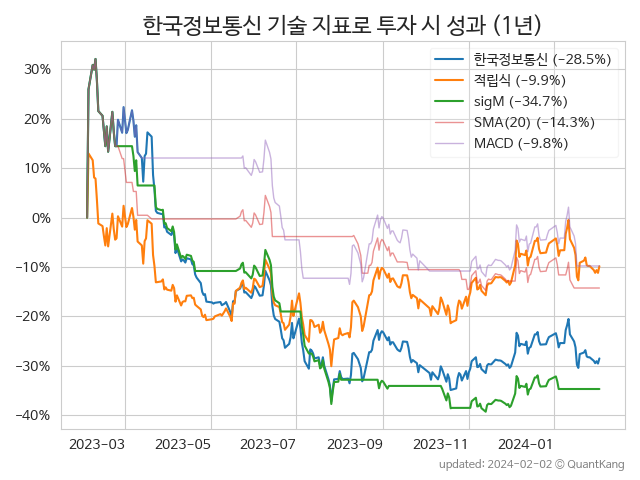 한국정보통신 기술 지표로 투자 시 성과 (1년)
한국정보통신 (−28.5%)
적립식 (−9.9%)
sigM (−34.7%)
SMA(20) (−14.3%)
MACD (−9.8%)
30%
20%
10%
0%
−10%
−20%
−30%
−40%
2023−03 2023−05 2023−07 2023−09 2023−11 2024−01
updated: 2024-02-02 © QuantKang